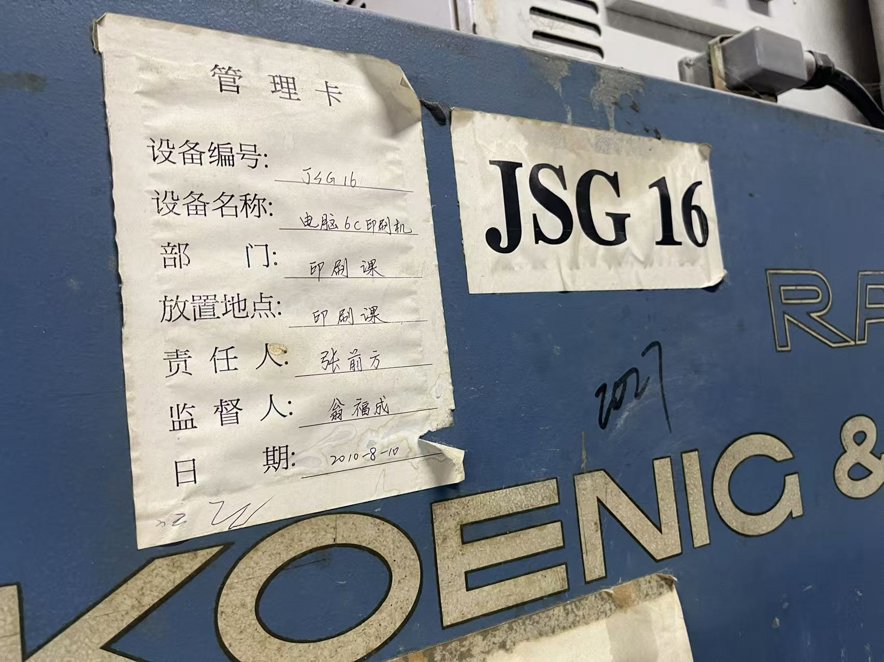 管 理 卡
设备编号: JSG 16
设备名称: 电脑6C印刷机
部 门: 印刷课
放置地点: 印刷课
责 任 人: 张前方
监 督 人: 翁福成
日 期: 2010-8-10
JSG 16
RA
2027
KOENIG &